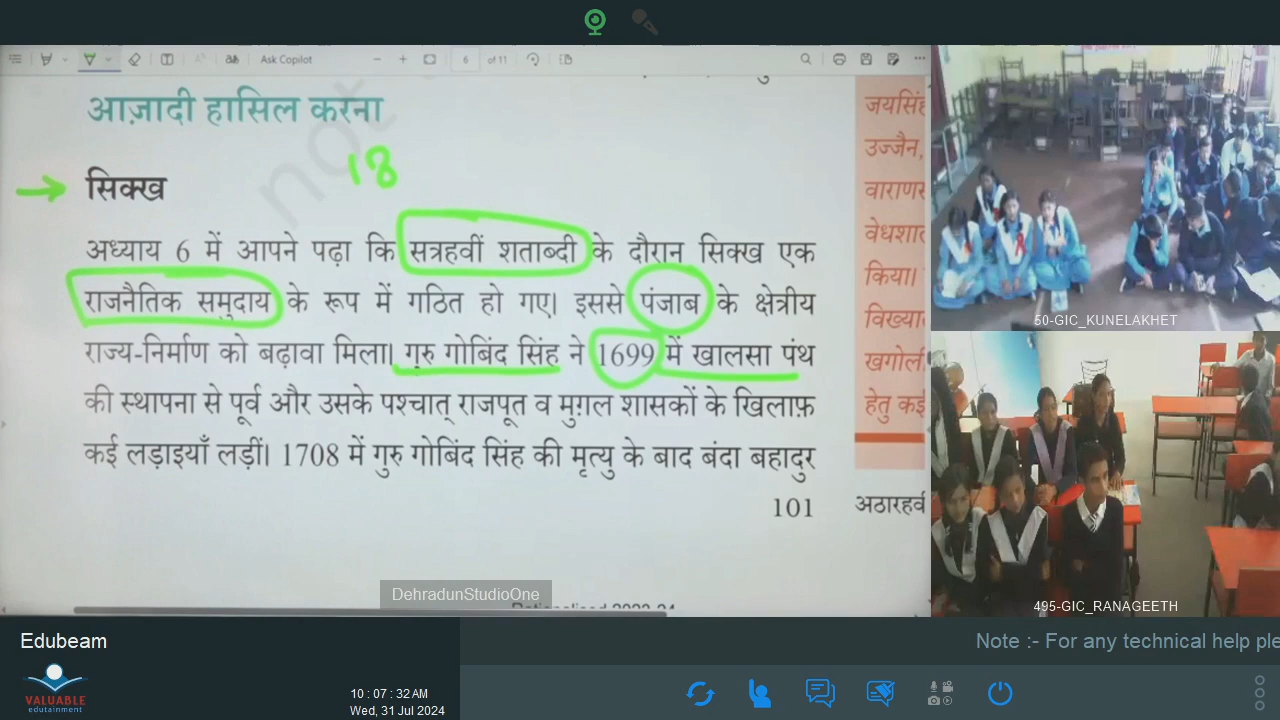 Ask Copilot
6
of 11
आज़ादी हासिल करना
18
सिक्ख
अध्याय 6 में आपने पढ़ा कि सत्रहवीं शताब्दी के दौरान सिक्ख एक
राजनैतिक समुदाय के रूप में गठित हो गए। इससे पंजाब के क्षेत्रीय
राज्य-निर्माण को बढ़ावा मिला। गुरु गोबिंद सिंह ने 1699 में खालसा पंथ
की स्थापना से पूर्व और उसके पश्चात् राजपूत व मुग़ल शासकों के खिलाफ़
कई लड़ाइयाँ लड़ीं। 1708 में गुरु गोबिंद सिंह की मृत्यु के बाद बंदा बहादुर
101
जयसिंह
उज्जैन,
वाराणस
वेधशाल
किया।
विख्या
खगोली
हेतु कई
अठारहवी
not
DehradunStudioOne
50-GIC_KUNELAKHET
495-GIC_RANAGEETH
Edubeam
VALUABLE
edutainment
10 : 07 : 32 AM
Wed, 31 Jul 2024
Note :- For any technical help ple